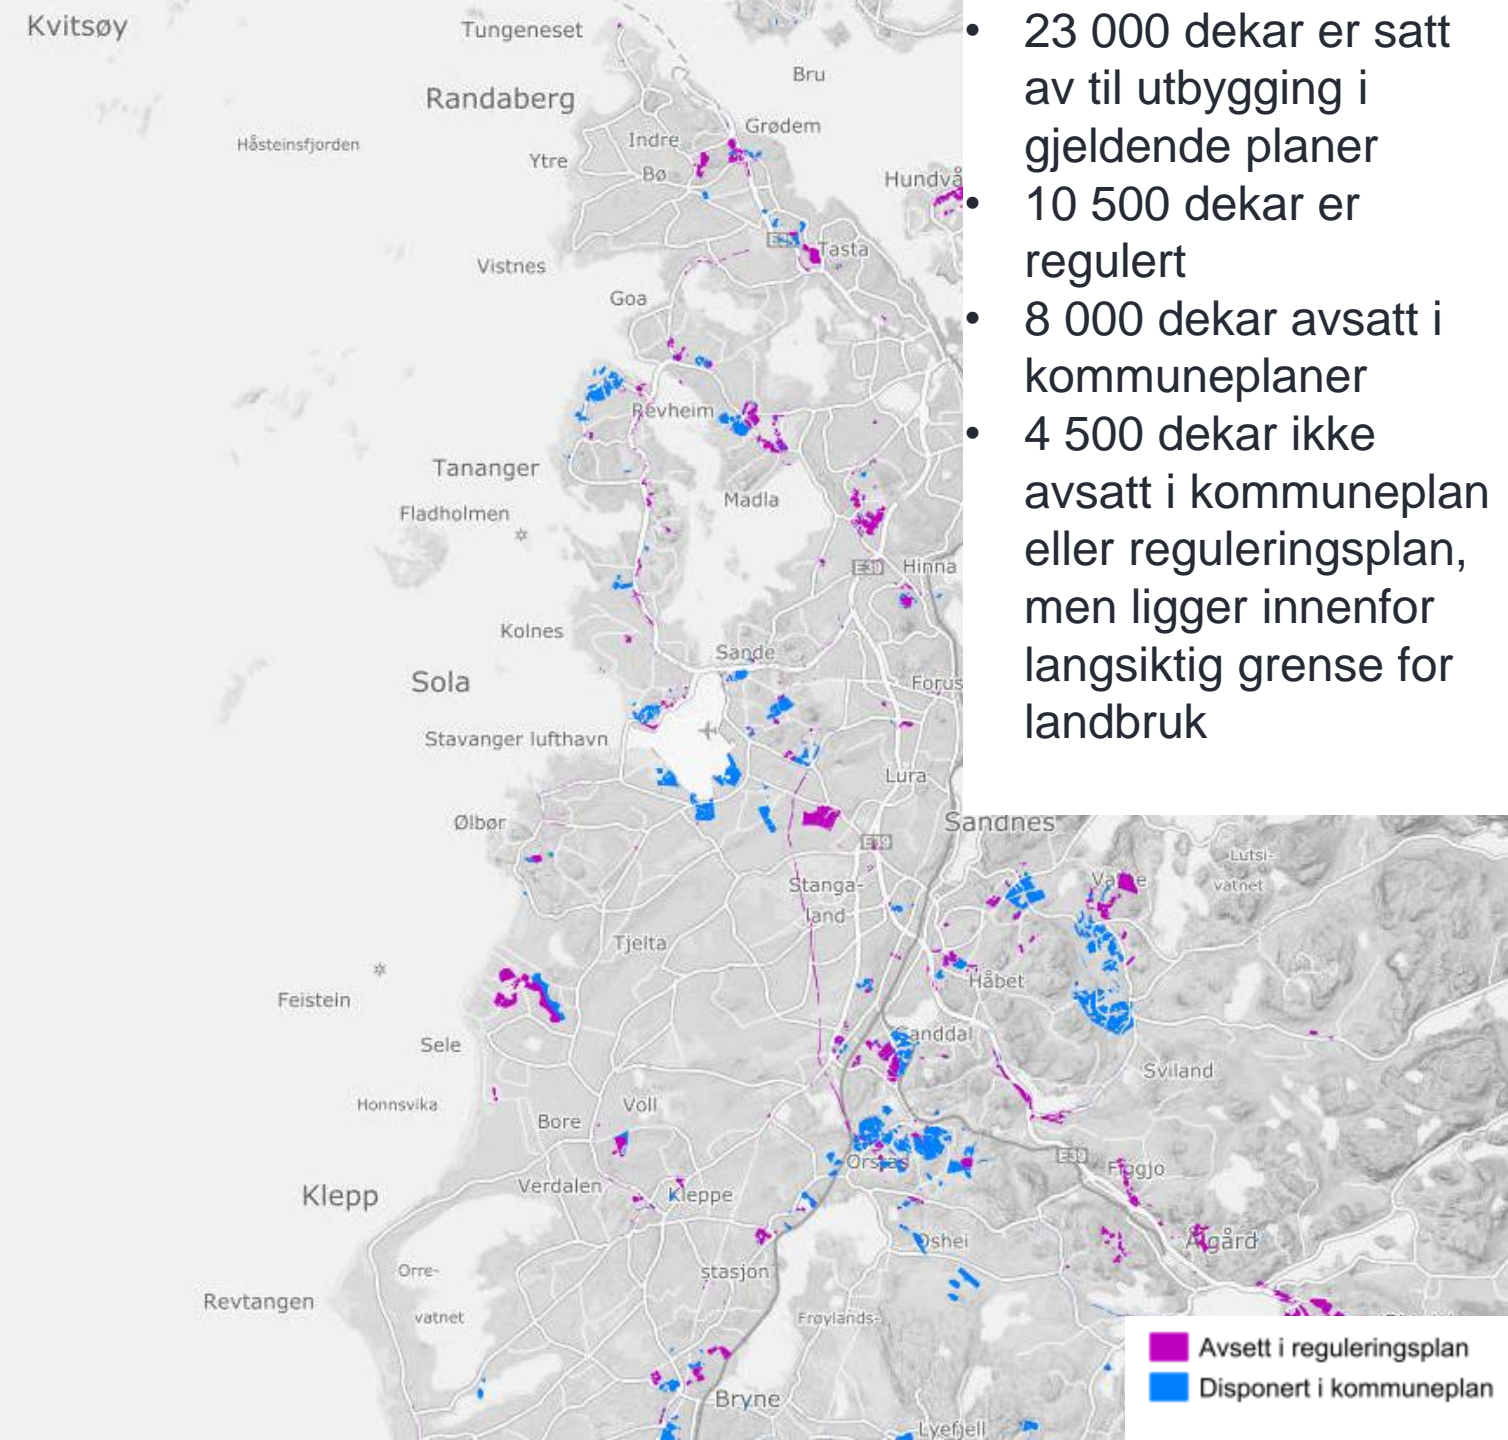 Kvitsøy
Tungeneset
Bru
Randaberg
Grødem
Indre
Håsteinsfjorden
Ytre
Bø
Hundvå
Tasta
Vistnes
Goa
Revheim
Tananger
Madla
Fladholmen
E39
Hinna
Kolnes
Sande
Sola
Forus
Stavanger lufthavn
Lura
Ølbør
E39
Stanga-
land
Tjelta
Feistein
Sele
Honnsvika
Voll
Bore
Klepp
Verdalen
Kleppe
Orre-
vatnet
stasjon
Revtangen
Frøylands-
Bryne
Lyefjell
Sandnes
Lutsi-
vatnet
Håbet
Ganddal
Sviland
E39
Figgjo
Ålgård
• 23 000 dekar er satt
av til utbygging i
gjeldende planer
• 10 500 dekar er
regulert
• 8 000 dekar avsatt i
kommuneplaner
• 4 500 dekar ikke
avsatt i kommuneplan
eller reguleringsplan,
men ligger innenfor
langsiktig grense for
landbruk
Avsett i reguleringsplan
Disponert i kommuneplan